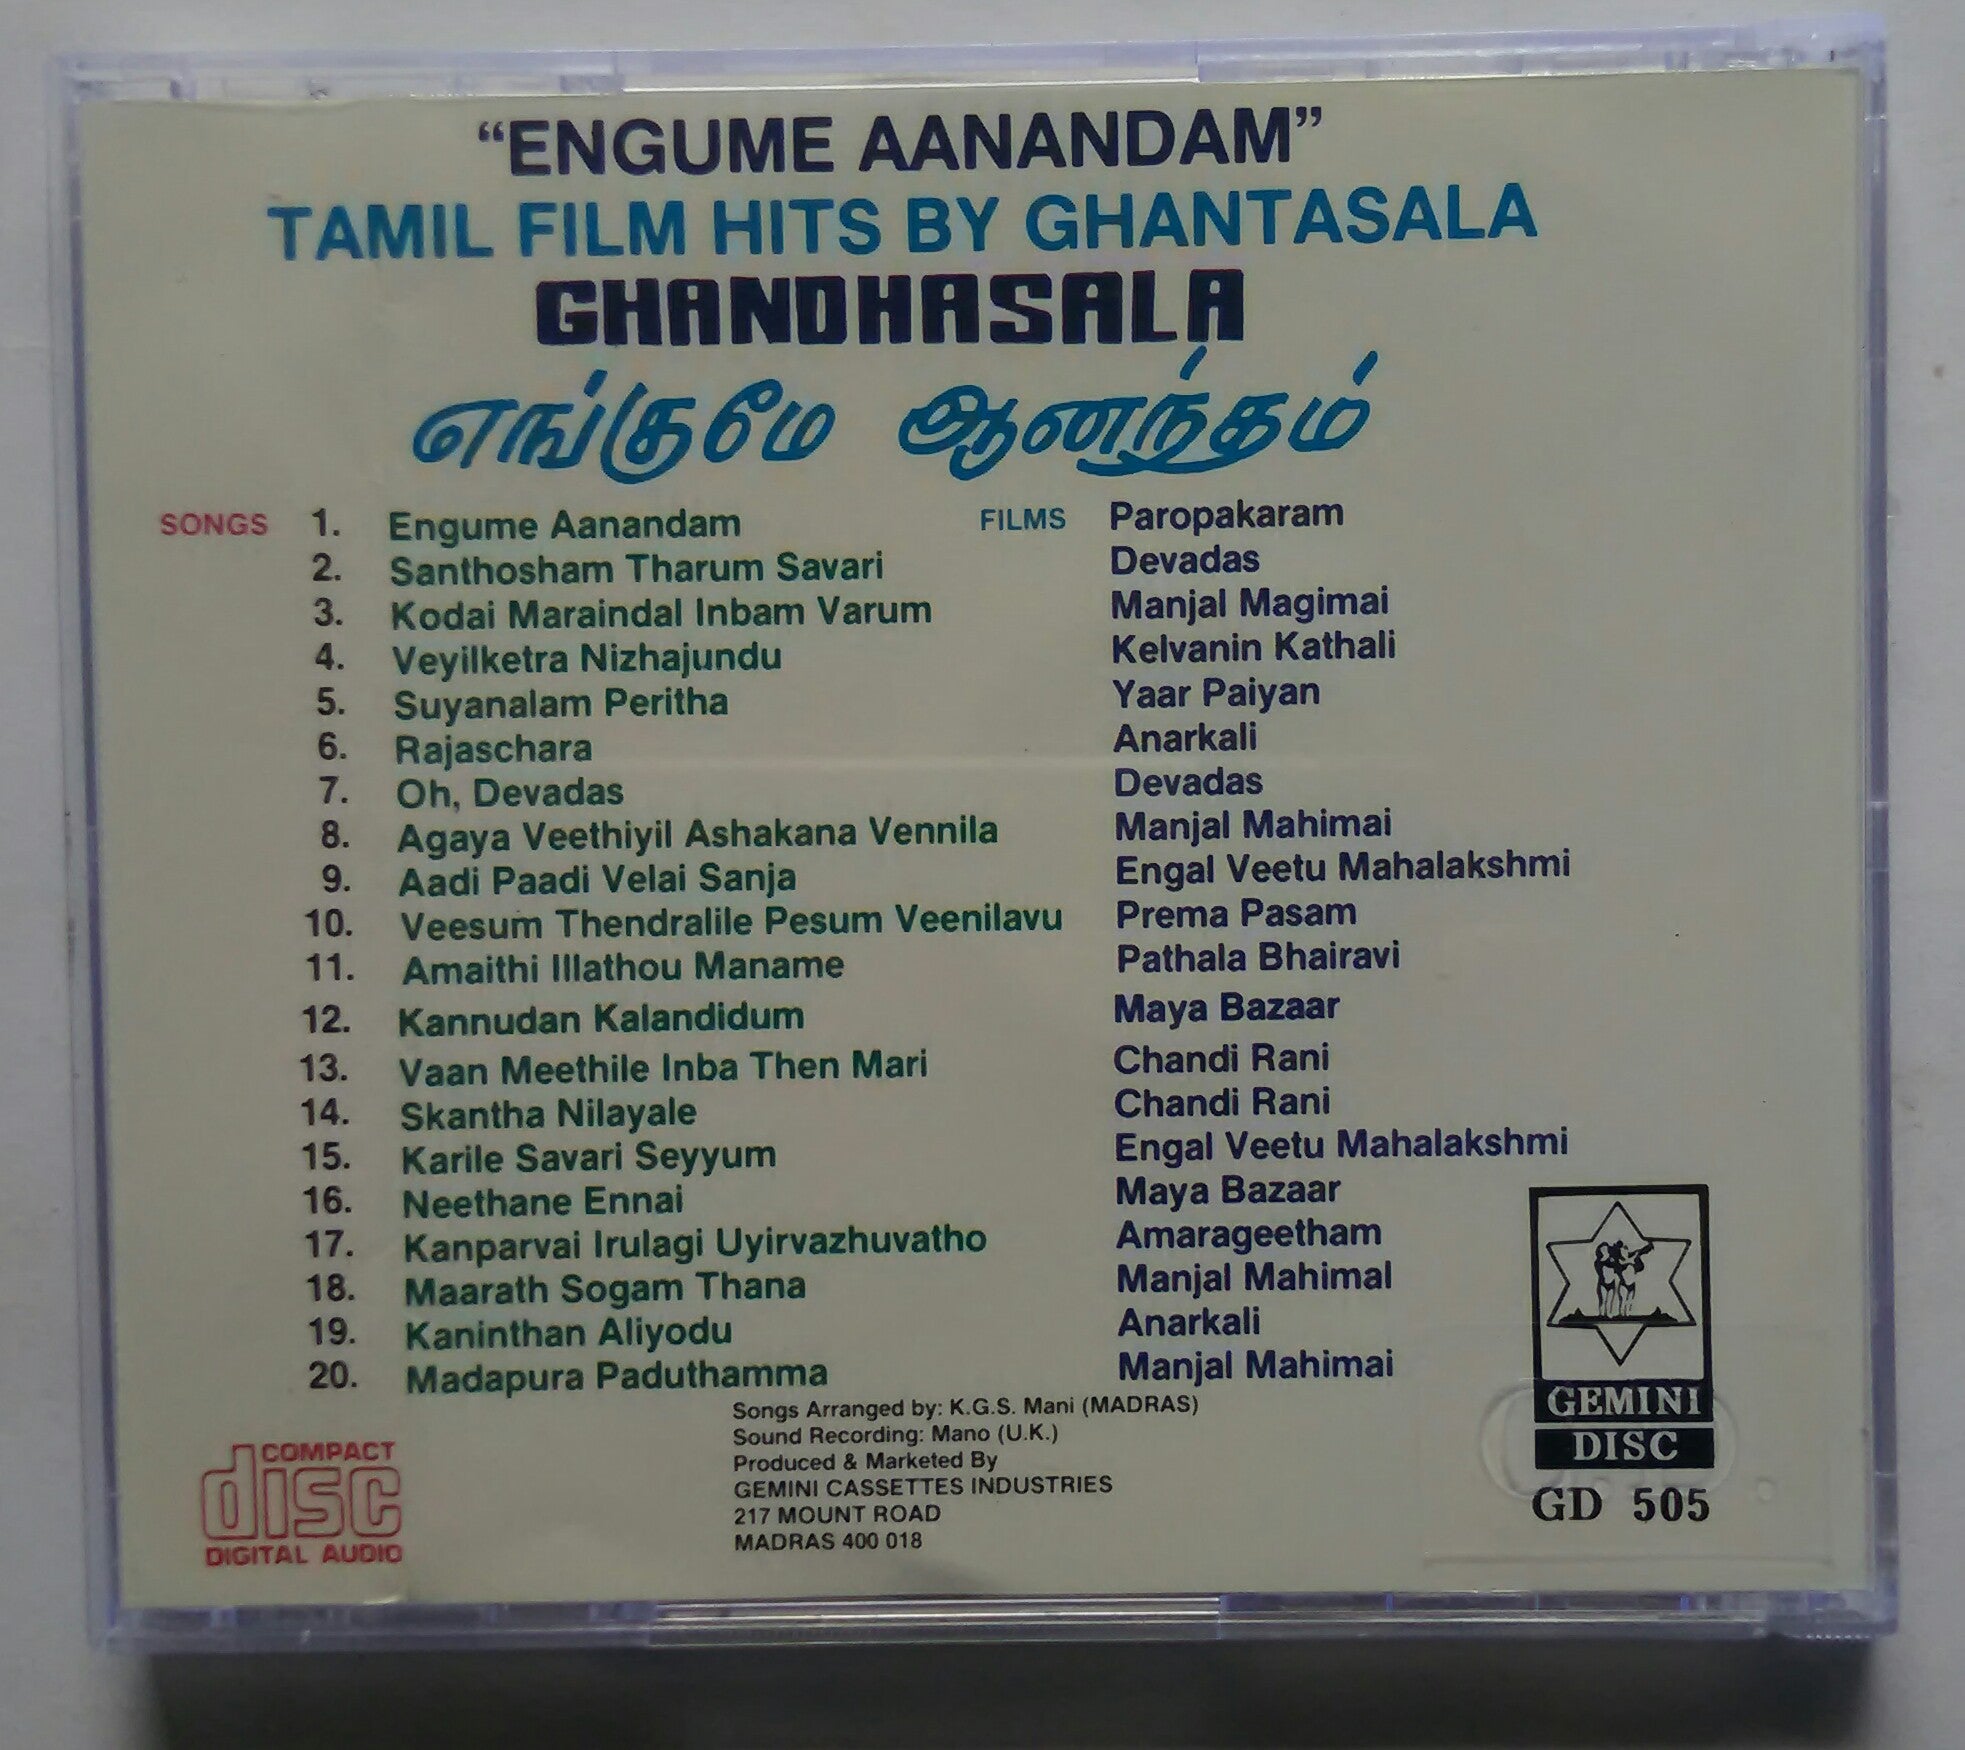 "ENGUME AANANDAM"
TAMIL FILM HITS BY GHANTASALA
GHANDHASALA
எங்குமே ஆனந்தம்
SONGS 1. Engume Aanandam FILMS Paropakaram
2. Santhosham Tharum Savari Devadas
3. Kodai Maraindal Inbam Varum Manjal Magimai
4. Veyilketra Nizhajundu Kelvanin Kathali
5. Suyanalam Peritha Yaar Paiyan
6. Rajaschara Anarkali
7. Oh, Devadas Devadas
8. Agaya Veethiyil Ashakana Vennila Manjal Mahimai
9. Aadi Paadi Velai Sanja Engal Veetu Mahalakshmi
10. Veesum Thendralile Pesum Veenilavu Prema Pasam
11. Amaithi Illathou Maname Pathala Bhairavi
12. Kannudan Kalandidum Maya Bazaar
13. Vaan Meethile Inba Then Mari Chandi Rani
14. Skantha Nilayale Chandi Rani
15. Karile Savari Seyyum Engal Veetu Mahalakshmi
16. Neethane Ennai Maya Bazaar
17. Kanparvai Irulagi Uyirvazhuvatho Amarageetham
18. Maarath Sogam Thana Manjal Mahimal
19. Kaninthan Aliyodu Anarkali
20. Madapura Paduthamma Manjal Mahimai
Songs Arranged by: K.G.S. Mani (MADRAS)
Sound Recording: Mano (U.K.)
Produced & Marketed By
GEMINI CASSETTES INDUSTRIES
217 MOUNT ROAD
MADRAS 400 018
COMPACT
disc
DIGITAL AUDIO
GEMINI
DISC
GD 505